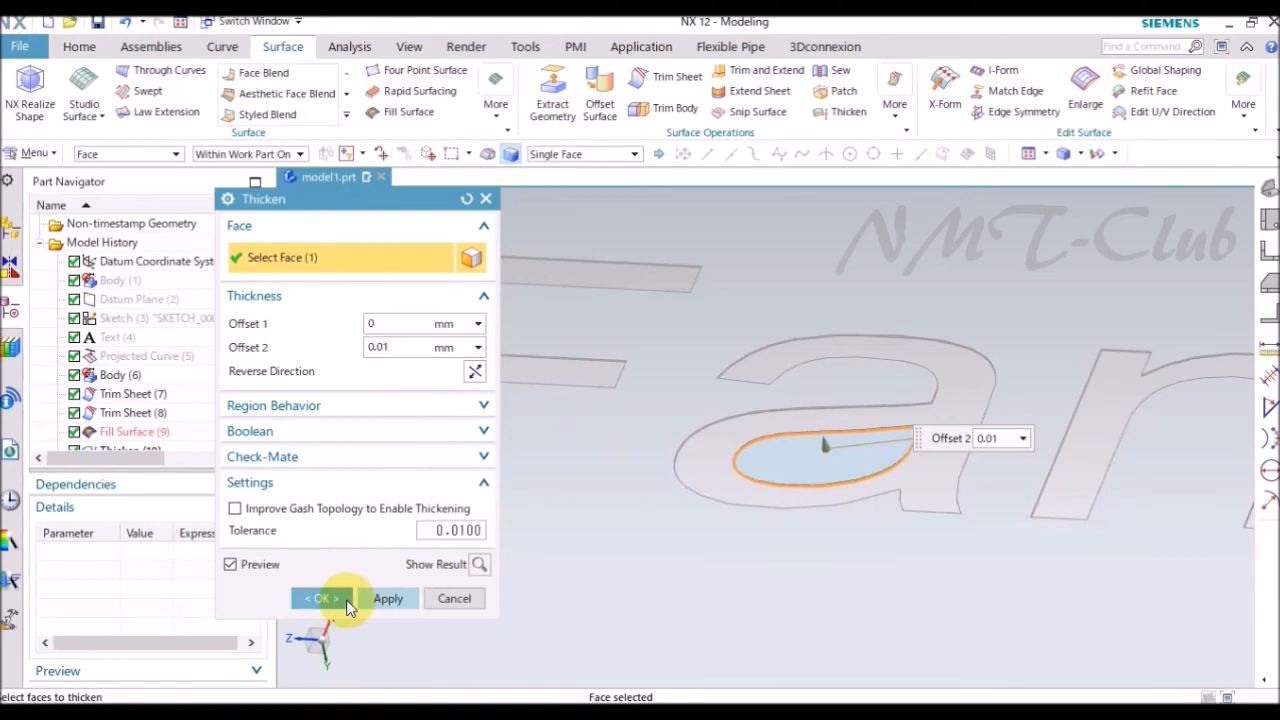 NX
Switch Window
NX 12 - Modeling
SIEMENS
File Home Assemblies Curve Surface Analysis View Render Tools PMI Application Flexible Pipe 3Dconnexion Find a Command
NX Realize Shape
Studio Surface
Through Curves
Swept
Law Extension
Face Blend
Aesthetic Face Blend
Styled Blend
Four Point Surface
Rapid Surfacing
Fill Surface
More
Surface
Extract Geometry
Offset Surface
Trim Sheet
Trim Body
Trim and Extend
Extend Sheet
Snip Surface
Sew
Patch
Thicken
More
Surface Operations
X-Form
I-Form
Match Edge
Edge Symmetry
Enlarge
Global Shaping
Refit Face
Edit U/V Direction
More
Edit Surface
Menu Face Within Work Part On Single Face
Part Navigator
model1.prt
Name
Non-timestamp Geometry
Model History
Datum Coordinate Syst
Body (1)
Datum Plane (2)
Sketch (3) "SKETCH_000
Text (4)
Projected Curve (5)
Body (6)
Trim Sheet (7)
Trim Sheet (8)
Fill Surface (9)
Thicken (10)
Dependencies
Details
Parameter Value Express
Preview
Thicken
Face
Select Face (1)
Thickness
Offset 1 0 mm
Offset 2 0.01 mm
Reverse Direction
Region Behavior
Boolean
Check-Mate
Settings
Improve Gash Topology to Enable Thickening
Tolerance 0.0100
Preview Show Result
< OK > Apply Cancel
NMT-Club
Offset 2 0.01
Z
Y
elect faces to thicken
Face selected